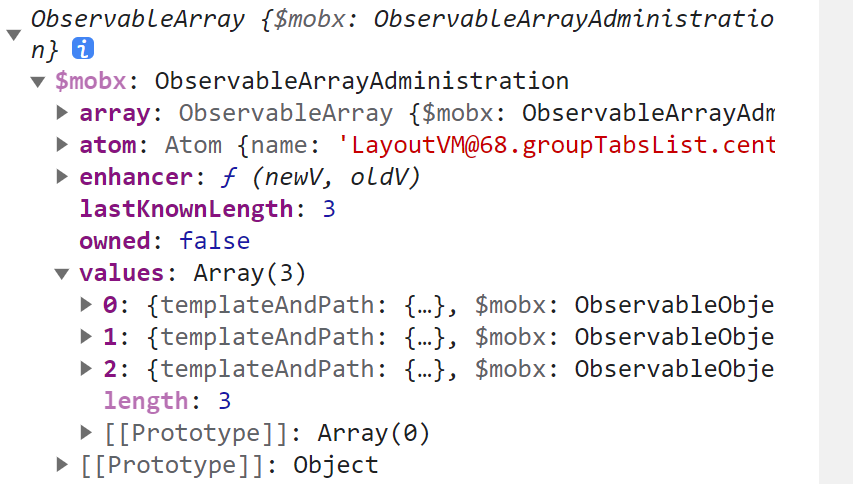 ObservableArray {$mobx: ObservableArrayAdministratio
n} i
$mobx: ObservableArrayAdministration
array: ObservableArray {$mobx: ObservableArrayAdm
atom: Atom {name: 'LayoutVM@68.groupTabsList.cent
enhancer: ƒ (newV, oldV)
lastKnownLength: 3
owned: false
values: Array(3)
0: {templateAndPath: {…}, $mobx: ObservableObje
1: {templateAndPath: {…}, $mobx: ObservableObje
2: {templateAndPath: {…}, $mobx: ObservableObje
length: 3
[[Prototype]]: Array(0)
[[Prototype]]: Object